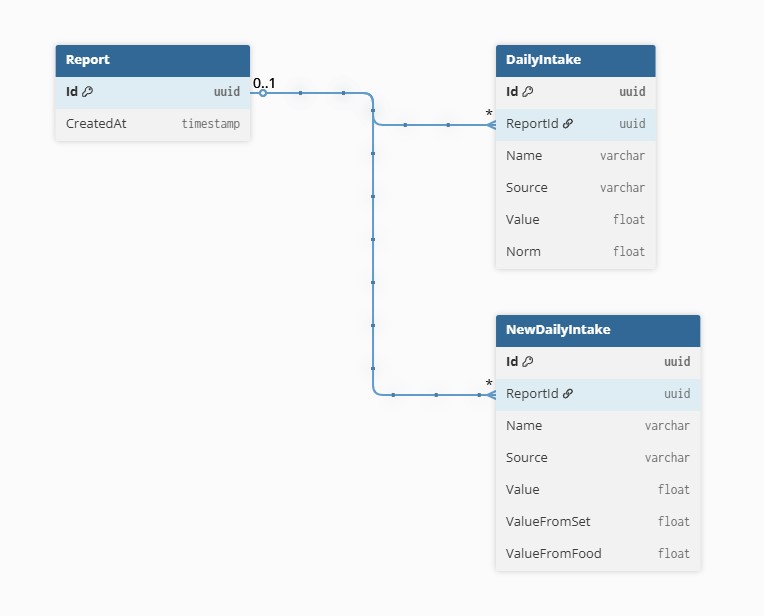 Report
Id uuid
CreatedAt timestamp
0..1
DailyIntake
Id uuid
*
ReportId uuid
Name varchar
Source varchar
Value float
Norm float
NewDailyIntake
Id uuid
*
ReportId uuid
Name varchar
Source varchar
Value float
ValueFromSet float
ValueFromFood float